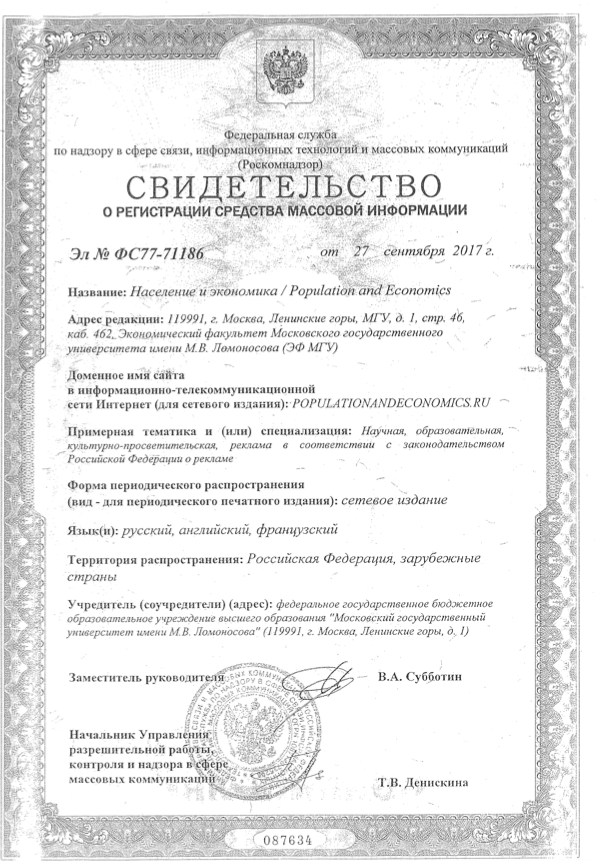 Федеральная служба
по надзору в сфере связи, информационных технологий и массовых коммуникаций
(Роскомнадзор)
СВИДЕТЕЛЬСТВО
О РЕГИСТРАЦИИ СРЕДСТВА МАССОВОЙ ИНФОРМАЦИИ
Эл № ФС77-71186 от 27 сентября 2017 г.
Название: Население и экономика / Population and Economics
Адрес редакции: 119991, г. Москва, Ленинские горы, МГУ, д. 1, стр. 46,
каб. 462, Экономический факультет Московского государственного
университета имени М.В. Ломоносова (ЭФ МГУ)
Доменное имя сайта
в информационно-телекоммуникационной
сети Интернет (для сетевого издания): POPULATIONANDECONOMICS.RU
Примерная тематика и (или) специализация: Научная, образовательная,
культурно-просветительская, реклама в соответствии с законодательством
Российской Федерации о рекламе
Форма периодического распространения
(вид - для периодического печатного издания): сетевое издание
Язык(и): русский, английский, французский
Территория распространения: Российская Федерация, зарубежные
страны
Учредитель (соучредители) (адрес): федеральное государственное бюджетное
образовательное учреждение высшего образования "Московский государственный
университет имени М.В. Ломоносова" (119991, г. Москва, Ленинские горы, д. 1)
Заместитель руководителя В.А. Субботин
Начальник Управления
разрешительной работы,
контроля и надзора в сфере
массовых коммуникаций Т.В. Денискина
087634